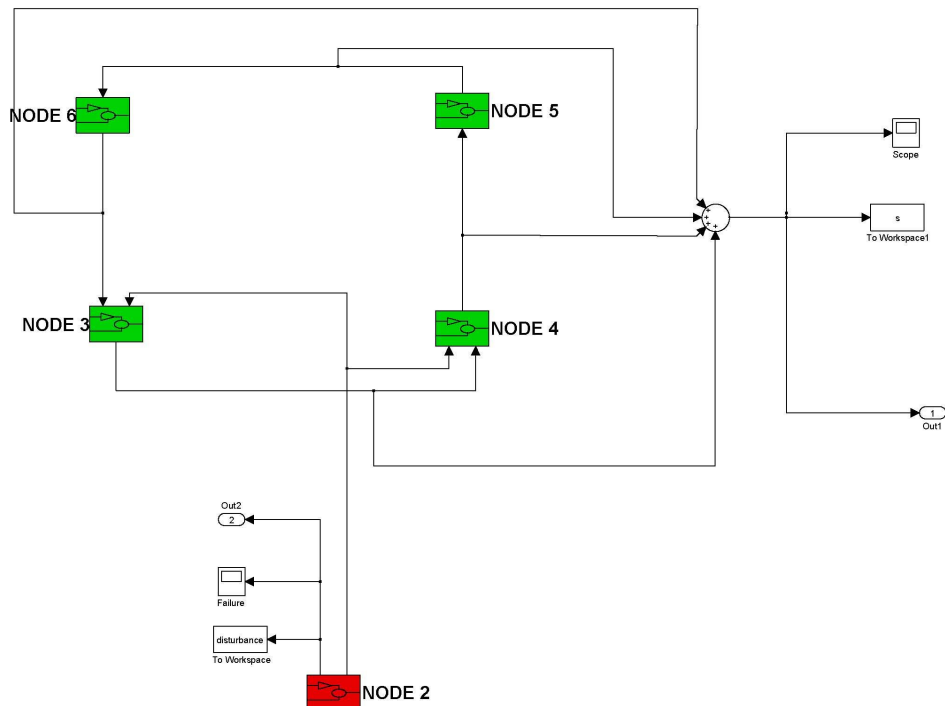 NODE 6
NODE 5
Scope
+
+
+
+
s
To Workspace1
NODE 3
NODE 4
1
Out1
Out2
2
Failure
disturbance
To Workspace
NODE 2